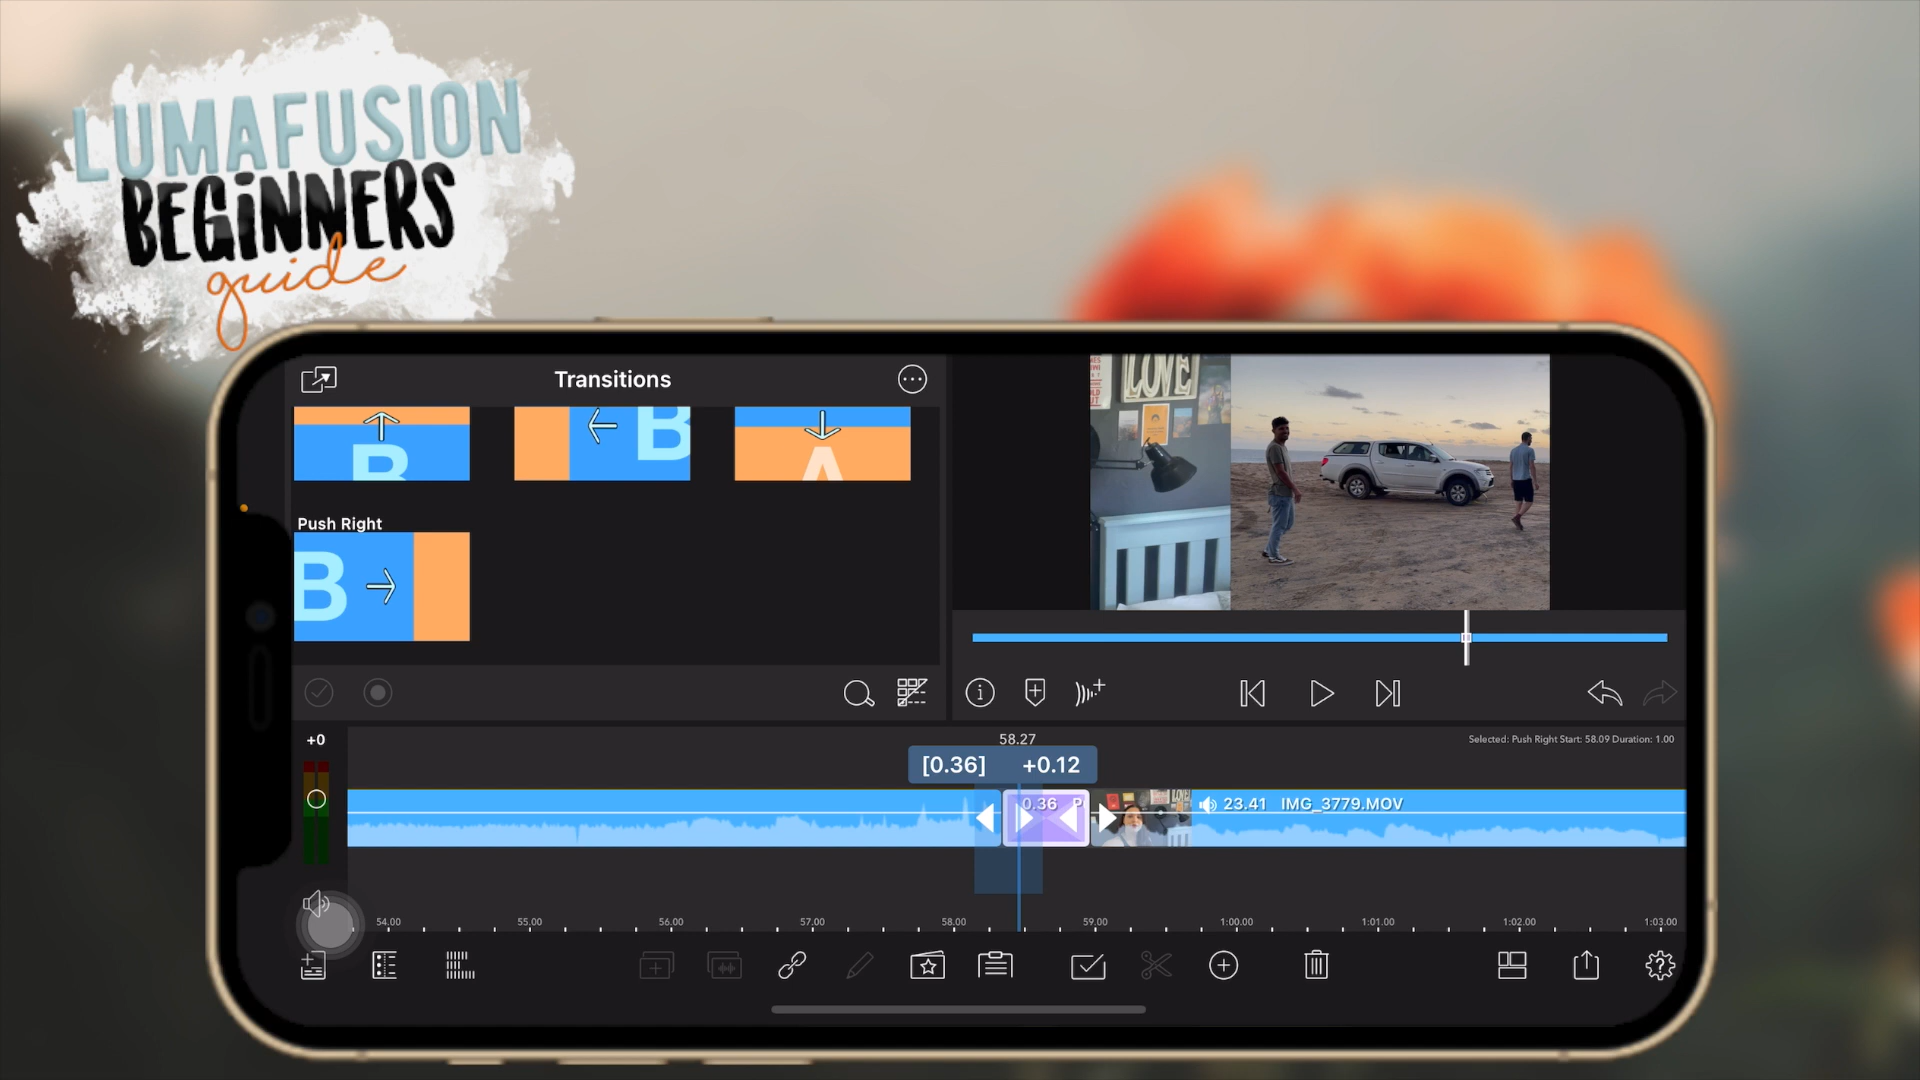 LUMAFUSION
BEGiNNERS
guide
Transitions
B
B
A
Push Right
B
LOVE
+0
58.27
Selected: Push Right Start: 58.09 Duration: 1.00
[0.36] +0.12
0.36 P
23.41 IMG_3779.MOV
54.00 55.00 56.00 57.00 58.00 59.00 1:00.00 1:01.00 1:02.00 1:03.00